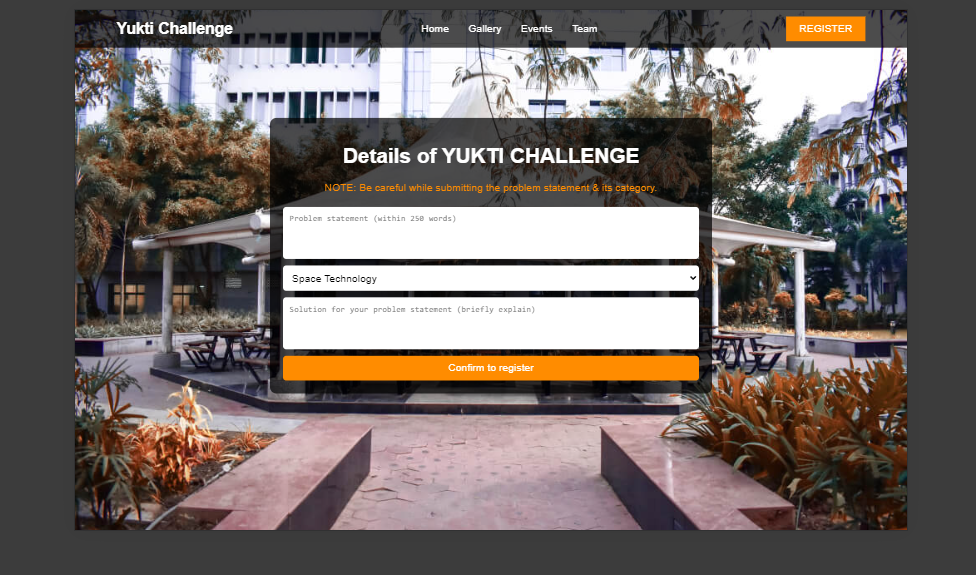 Yukti Challenge
Home Gallery Events Team
REGISTER
Details of YUKTI CHALLENGE
NOTE: Be careful while submitting the problem statement & its category.
Problem statement (within 250 words)
Space Technology
Solution for your problem statement (briefly explain)
Confirm to register